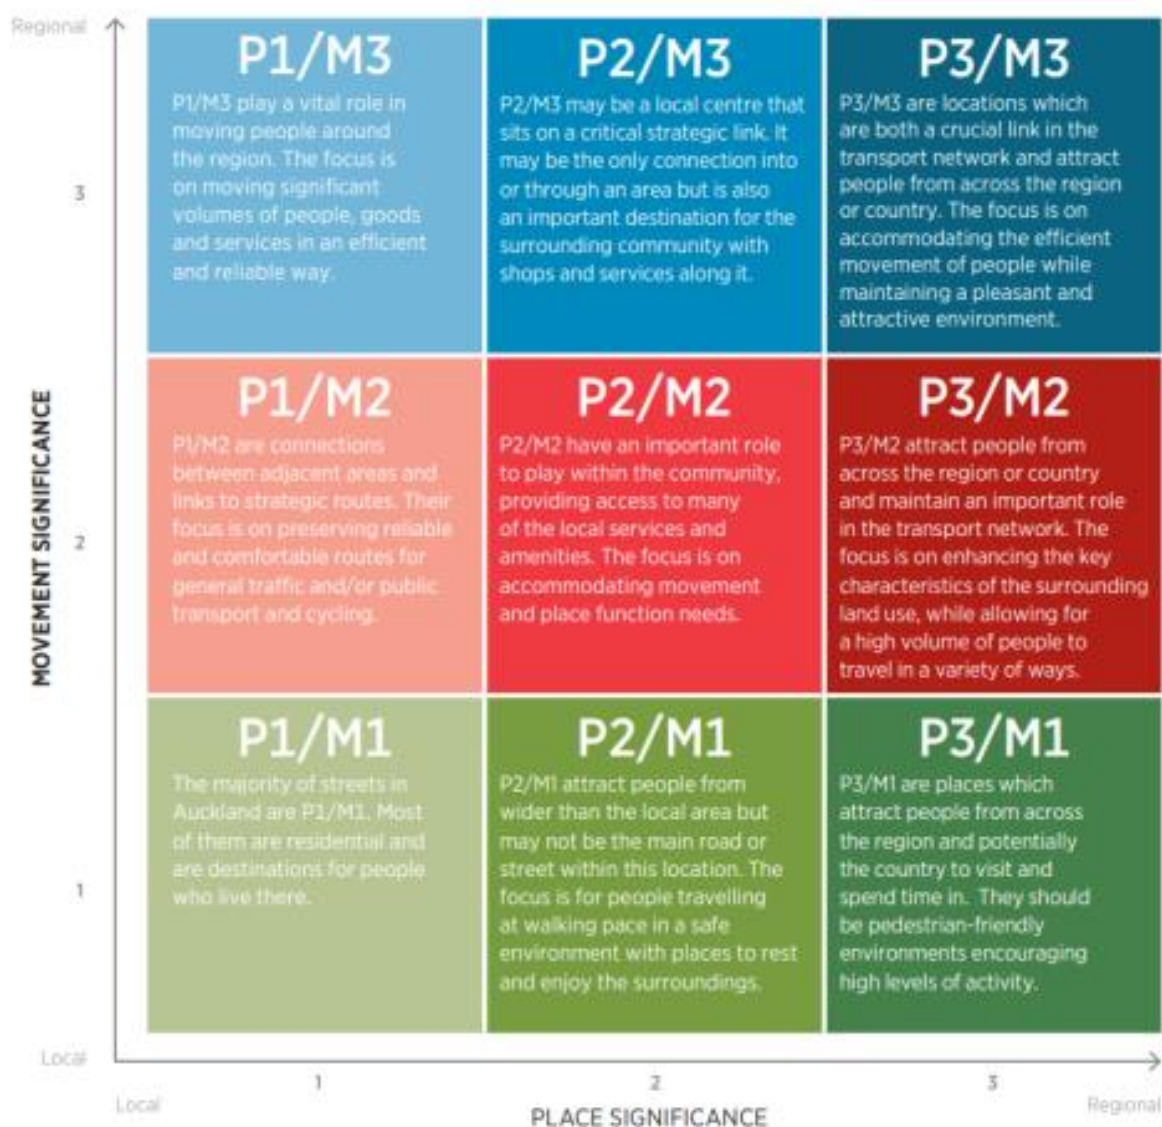 Regional
P1/M3
P1/M3 play a vital role in
moving people around
the region. The focus is
on moving significant
volumes of people, goods
and services in an efficient
and reliable way.
P2/M3
P2/M3 may be a local centre that
sits on a critical strategic link. It
may be the only connection into
or through an area but is also
an important destination for the
surrounding community with
shops and services along it.
P3/M3
P3/M3 are locations which
are both a crucial link in the
transport network and attract
people from across the region
or country. The focus is on
accommodating the efficient
movement of people while
maintaining a pleasant and
attractive environment.
3
MOVEMENT SIGNIFICANCE
P1/M2
P1/M2 are connections
between adjacent areas and
links to strategic routes. Their
focus is on preserving reliable
and comfortable routes for
general traffic and/or public
transport and cycling.
P2/M2
P2/M2 have an important role
to play within the community,
providing access to many
of the local services and
amenities. The focus is on
accommodating movement
and place function needs.
P3/M2
P3/M2 attract people from
across the region or country
and maintain an important role
in the transport network. The
focus is on enhancing the key
characteristics of the surrounding
land use, while allowing for
a high volume of people to
travel in a variety of ways.
2
P1/M1
The majority of streets in
Auckland are P1/M1. Most
of them are residential and
are destinations for people
who live there.
P2/M1
P2/M1 attract people from
wider than the local area but
may not be the main road or
street within this location. The
focus is for people travelling
at walking pace in a safe
environment with places to rest
and enjoy the surroundings.
P3/M1
P3/M1 are places which
attract people from across
the region and potentially
the country to visit and
spend time in. They should
be pedestrian-friendly
environments encouraging
high levels of activity.
1
Local
1
2
3
Local
PLACE SIGNIFICANCE
Regional